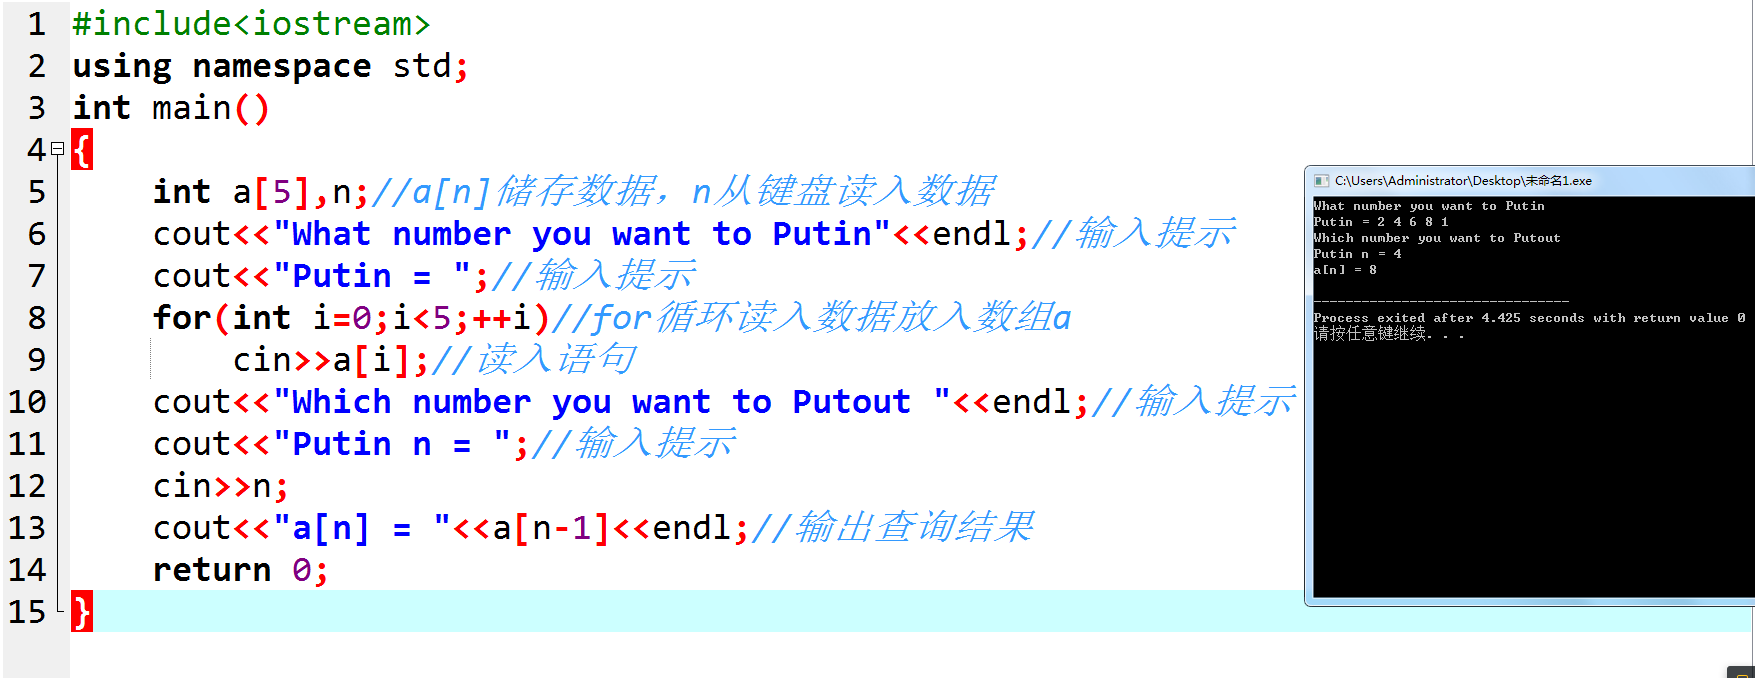 1 #include<iostream>
2 using namespace std;
3 int main()
4 {
5 int a[5],n;//a[n]储存数据，n从键盘读入数据
6 cout<<"What number you want to Putin"<<endl;//输入提示
7 cout<<"Putin = ";//输入提示
8 for(int i=0;i<5;++i)//for循环读入数据放入数组a
9 cin>>a[i];//读入语句
10 cout<<"Which number you want to Putout "<<endl;//输入提示
11 cout<<"Putin n = ";//输入提示
12 cin>>n;
13 cout<<"a[n] = "<<a[n-1]<<endl;//输出查询结果
14 return 0;
15 }
C:\Users\Administrator\Desktop\未命名1.exe
What number you want to Putin
Putin = 2 4 6 8 1
Which number you want to Putout
Putin n = 4
a[n] = 8
--------------------------------
Process exited after 4.425 seconds with return value 0
请按任意键继续. . .